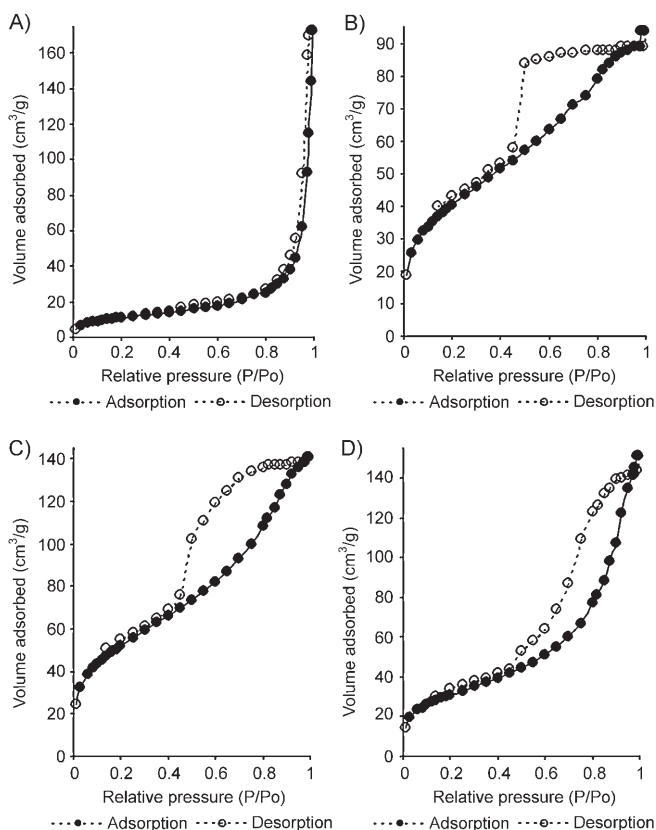 A)
Volume adsorbed (cm³/g)
160
140
120
100
80
60
40
20
0
0 0.2 0.4 0.6 0.8 1
Relative pressure (P/Po)
Adsorption Desorption
B)
Volume adsorbed (cm³/g)
90
80
70
60
50
40
30
20
10
0
0 0.2 0.4 0.6 0.8 1
Relative pressure (P/Po)
Adsorption Desorption
C)
Volume adsorbed (cm³/g)
140
120
100
80
60
40
20
0
0 0.2 0.4 0.6 0.8 1
Relative pressure (P/Po)
Adsorption Desorption
D)
Volume adsorbed (cm³/g)
140
120
100
80
60
40
20
0
0 0.2 0.4 0.6 0.8 1
Relative pressure (P/Po)
Adsorption Desorption